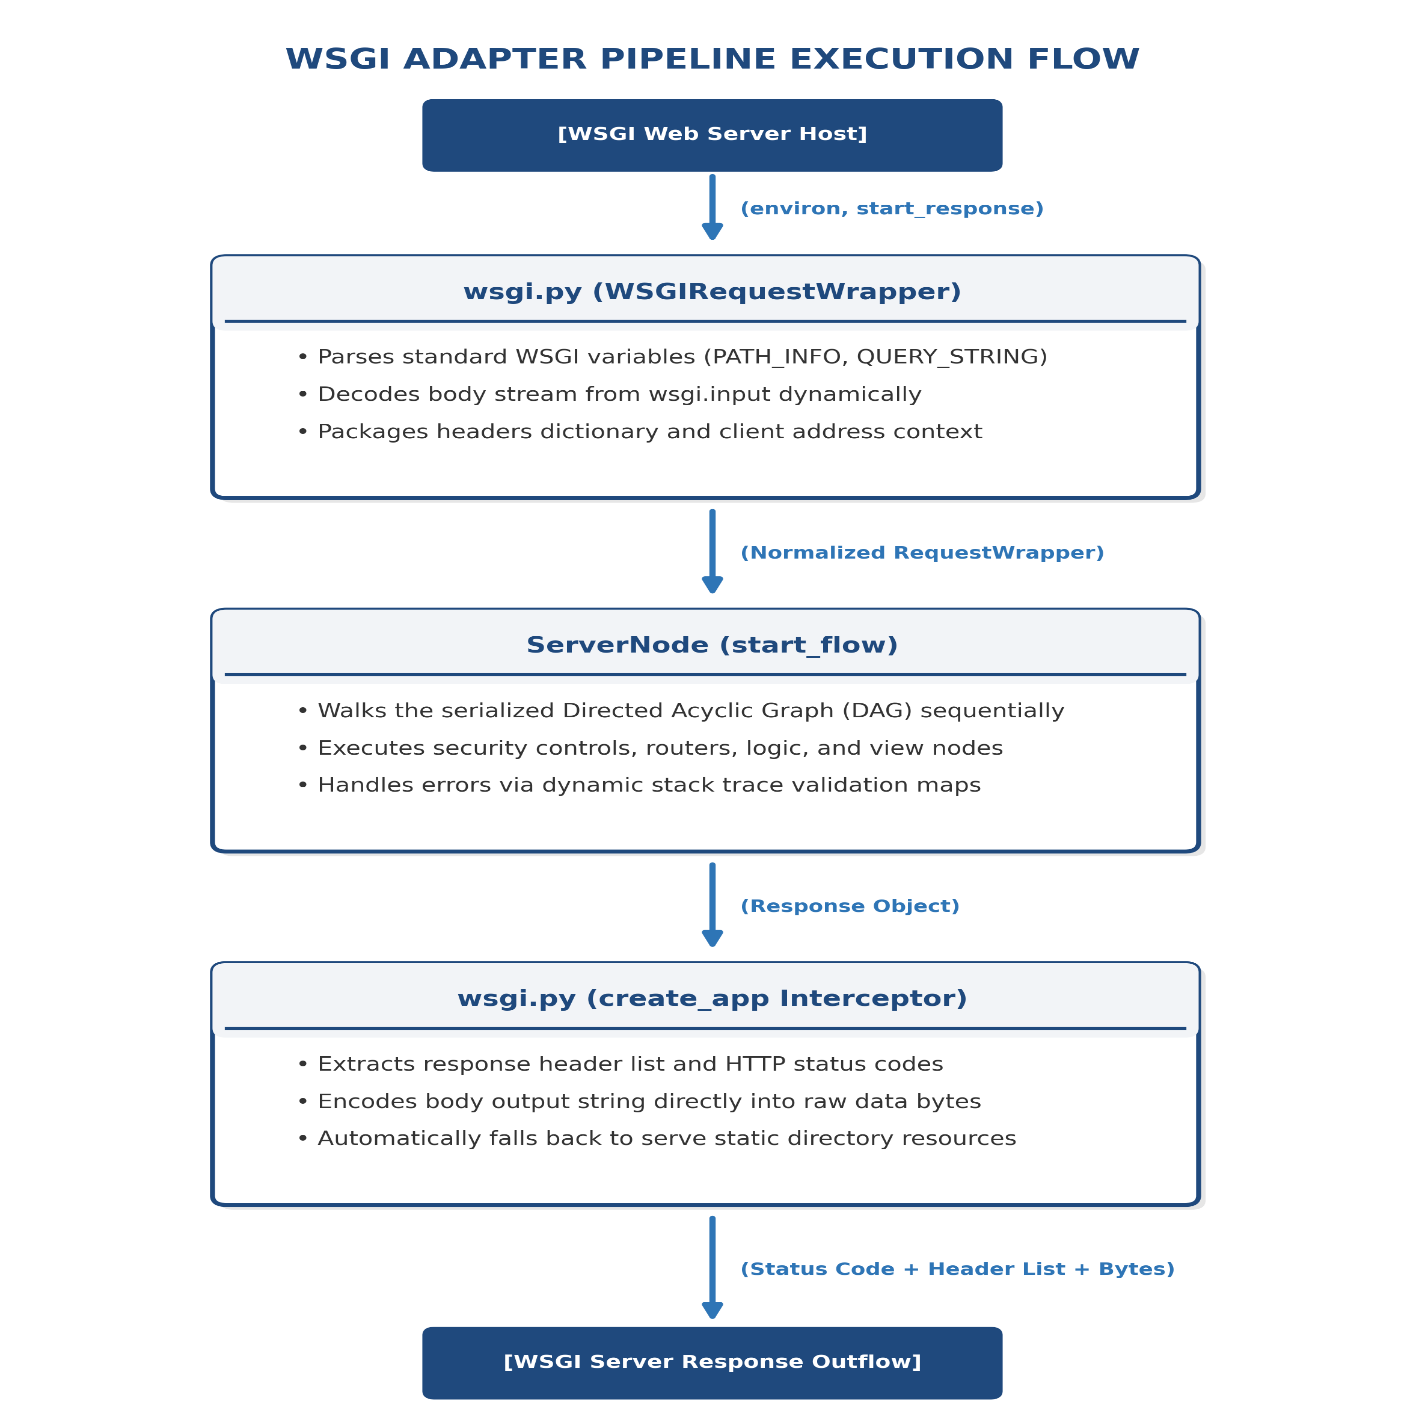 WSGI ADAPTER PIPELINE EXECUTION FLOW
[WSGI Web Server Host]
(environ, start_response)
wsgi.py (WSGIRequestWrapper)
• Parses standard WSGI variables (PATH_INFO, QUERY_STRING)
• Decodes body stream from wsgi.input dynamically
• Packages headers dictionary and client address context
(Normalized RequestWrapper)
ServerNode (start_flow)
• Walks the serialized Directed Acyclic Graph (DAG) sequentially
• Executes security controls, routers, logic, and view nodes
• Handles errors via dynamic stack trace validation maps
(Response Object)
wsgi.py (create_app Interceptor)
• Extracts response header list and HTTP status codes
• Encodes body output string directly into raw data bytes
• Automatically falls back to serve static directory resources
(Status Code + Header List + Bytes)
[WSGI Server Response Outflow]